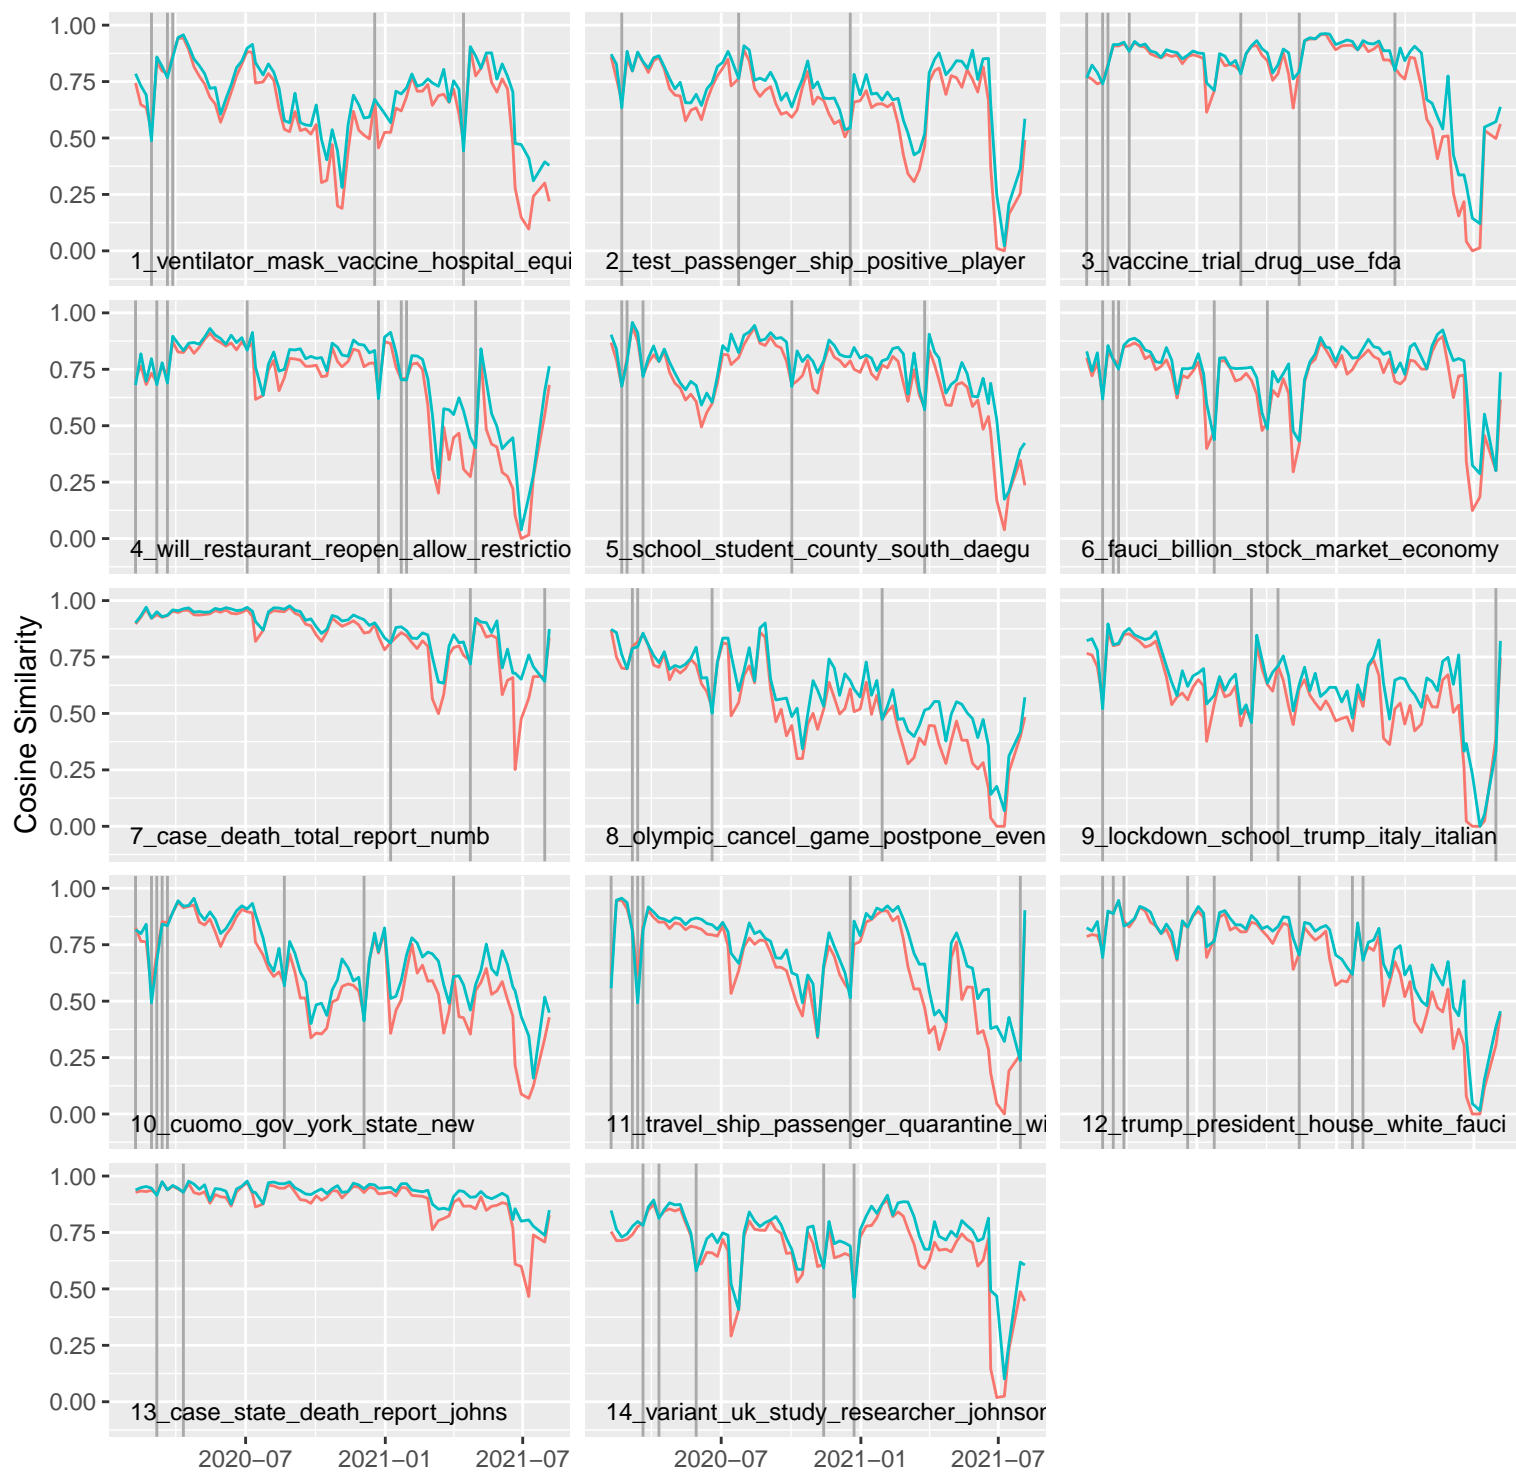 Cosine Similarity
1.00
0.75
0.50
0.25
0.00
1_ventilator_mask_vaccine_hospital_equi
2_test_passenger_ship_positive_player
3_vaccine_trial_drug_use_fda
1.00
0.75
0.50
0.25
0.00
4_will_restaurant_reopen_allow_restrictio
5_school_student_county_south_daegu
6_fauci_billion_stock_market_economy
1.00
0.75
0.50
0.25
0.00
7_case_death_total_report_numb
8_olympic_cancel_game_postpone_even
9_lockdown_school_trump_italy_italian
1.00
0.75
0.50
0.25
0.00
10_cuomo_gov_york_state_new
11_travel_ship_passenger_quarantine_wi
12_trump_president_house_white_fauci
1.00
0.75
0.50
0.25
0.00
13_case_state_death_report_johns
14_variant_uk_study_researcher_johnson
2020−07 2021−01 2021−07
2020−07 2021−01 2021−07